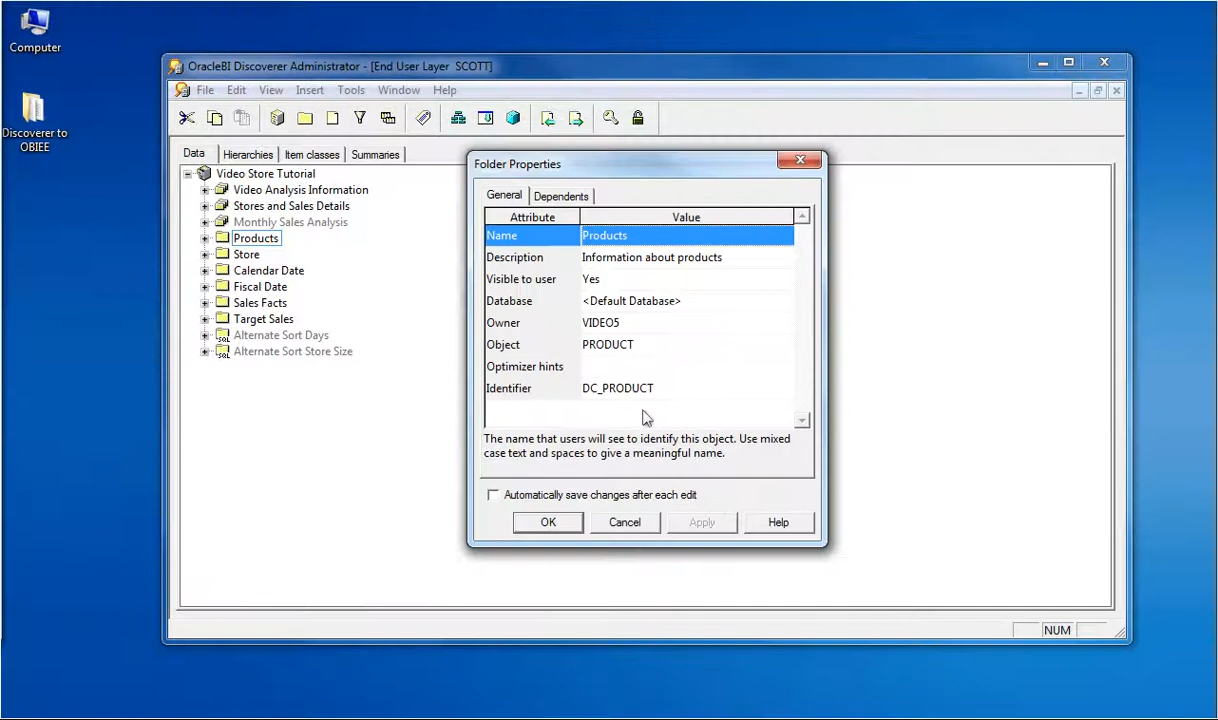 Computer
Discoverer to
OBIEE
OracleBI Discoverer Administrator - [End User Layer SCOTT]
File Edit View Insert Tools Window Help
Data Hierarchies Item classes Summaries
Video Store Tutorial
Video Analysis Information
Stores and Sales Details
Monthly Sales Analysis
Products
Store
Calendar Date
Fiscal Date
Sales Facts
Target Sales
SQL Alternate Sort Days
SQL Alternate Sort Store Size
Folder Properties
General Dependents
Attribute Value
Name Products
Description Information about products
Visible to user Yes
Database <Default Database>
Owner VIDEO5
Object PRODUCT
Optimizer hints
Identifier DC_PRODUCT
The name that users will see to identify this object. Use mixed
case text and spaces to give a meaningful name.
Automatically save changes after each edit
OK Cancel Apply Help
NUM